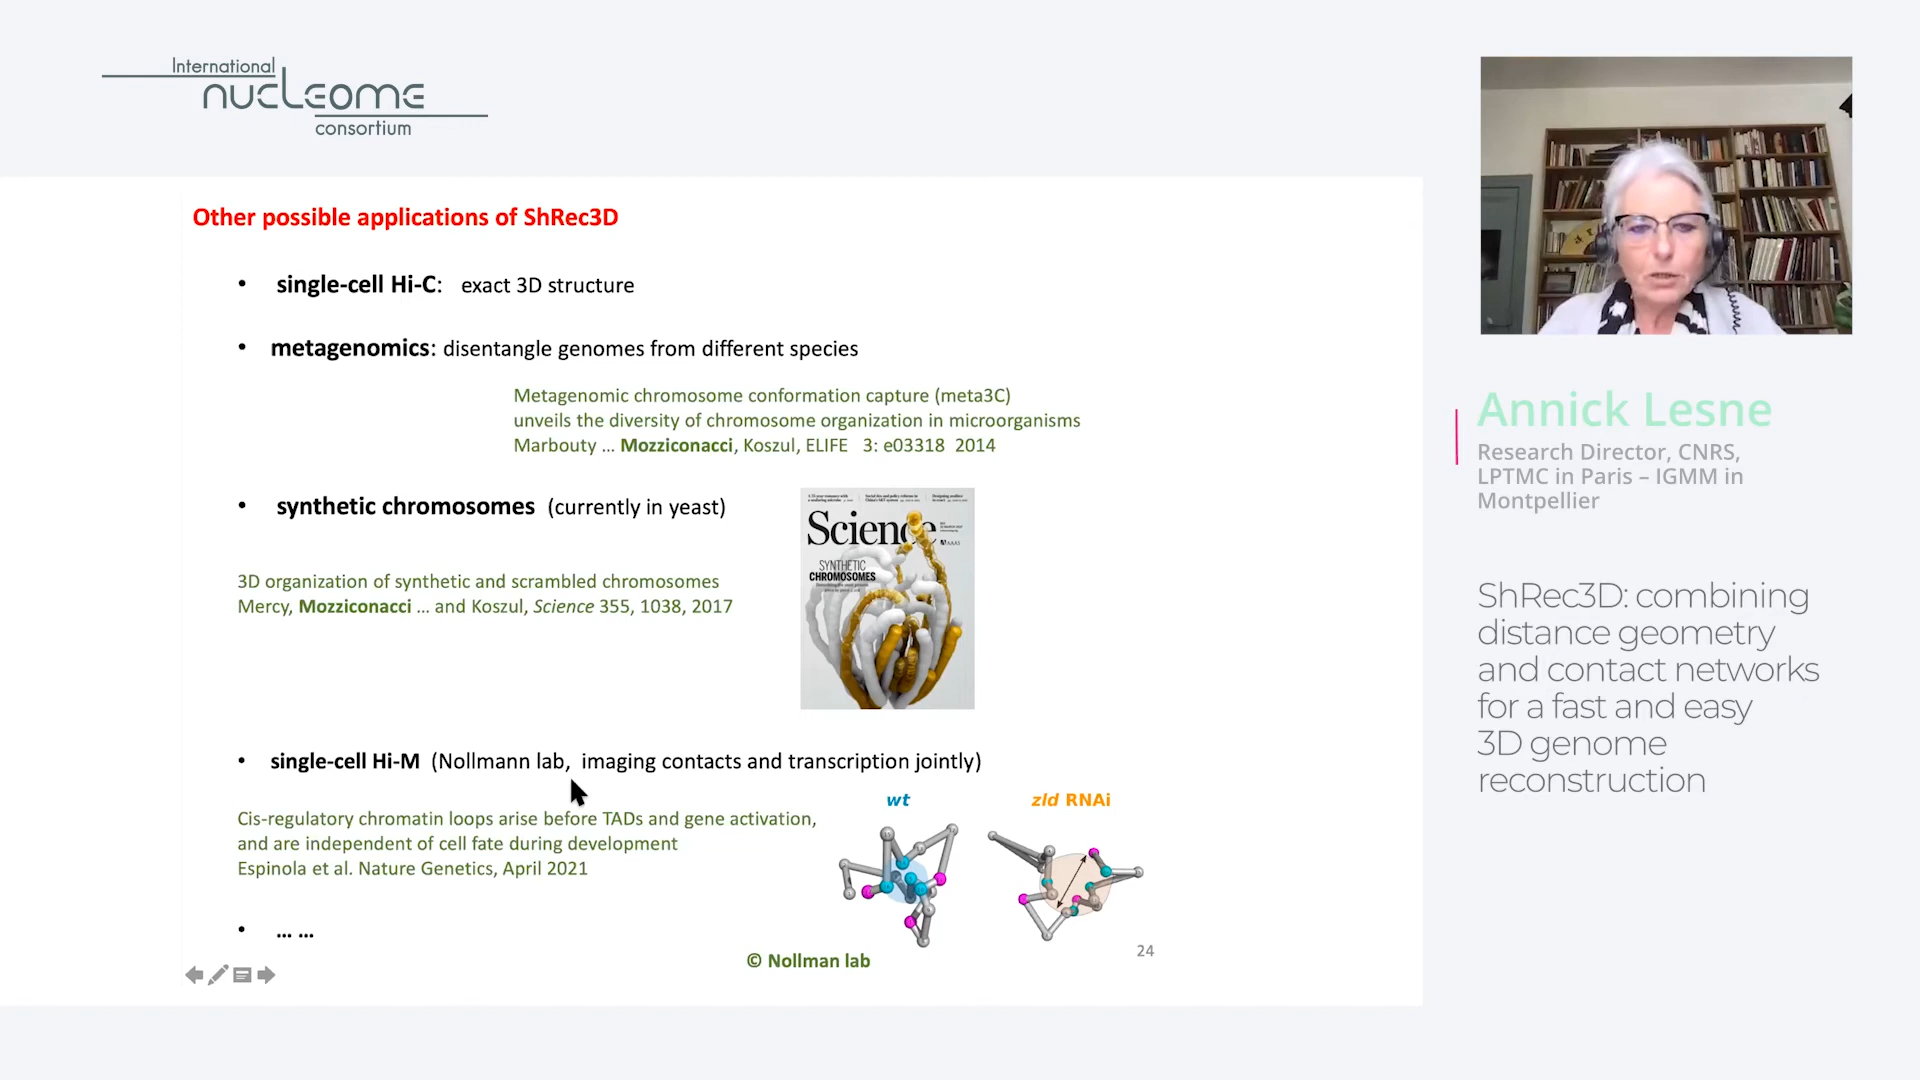 International
nucleome
consortium
Other possible applications of ShRec3D
• single-cell Hi-C: exact 3D structure
• metagenomics: disentangle genomes from different species
Metagenomic chromosome conformation capture (meta3C)
unveils the diversity of chromosome organization in microorganisms
Marbouty ... Mozziconacci, Koszul, ELIFE 3: e03318 2014
• synthetic chromosomes (currently in yeast)
3D organization of synthetic and scrambled chromosomes
Mercy, Mozziconacci ... and Koszul, Science 355, 1038, 2017
Science
AAAS
SYNTHETIC
CHROMOSOMES
• single-cell Hi-M (Nollmann lab, imaging contacts and transcription jointly)
Cis-regulatory chromatin loops arise before TADs and gene activation,
and are independent of cell fate during development
Espinola et al. Nature Genetics, April 2021
wt
zld RNAi
• ... ...
© Nollman lab
24
Annick Lesne
Research Director, CNRS,
LPTMC in Paris – IGMM in
Montpellier
ShRec3D: combining
distance geometry
and contact networks
for a fast and easy
3D genome
reconstruction